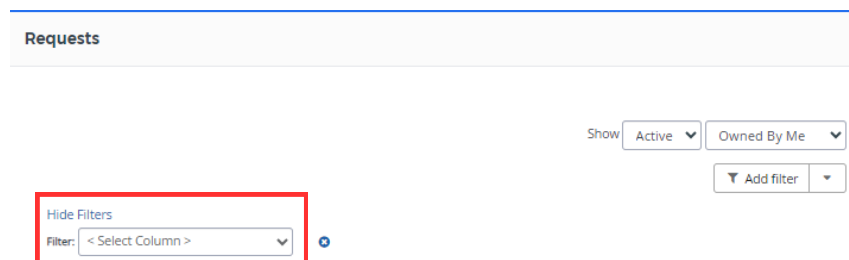 Requests
Show Active Owned By Me
Add filter
Hide Filters
Filter: < Select Column >